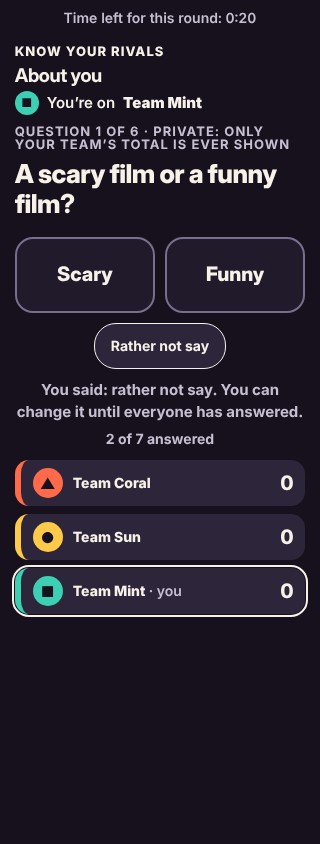 Time left for this round: 0:20
KNOW YOUR RIVALS
About you
You're on Team Mint
QUESTION 1 OF 6 · PRIVATE: ONLY
YOUR TEAM'S TOTAL IS EVER SHOWN
A scary film or a funny
film?
Scary
Funny
Rather not say
You said: rather not say. You can
change it until everyone has answered.
2 of 7 answered
Team Coral 0
Team Sun 0
Team Mint · you 0